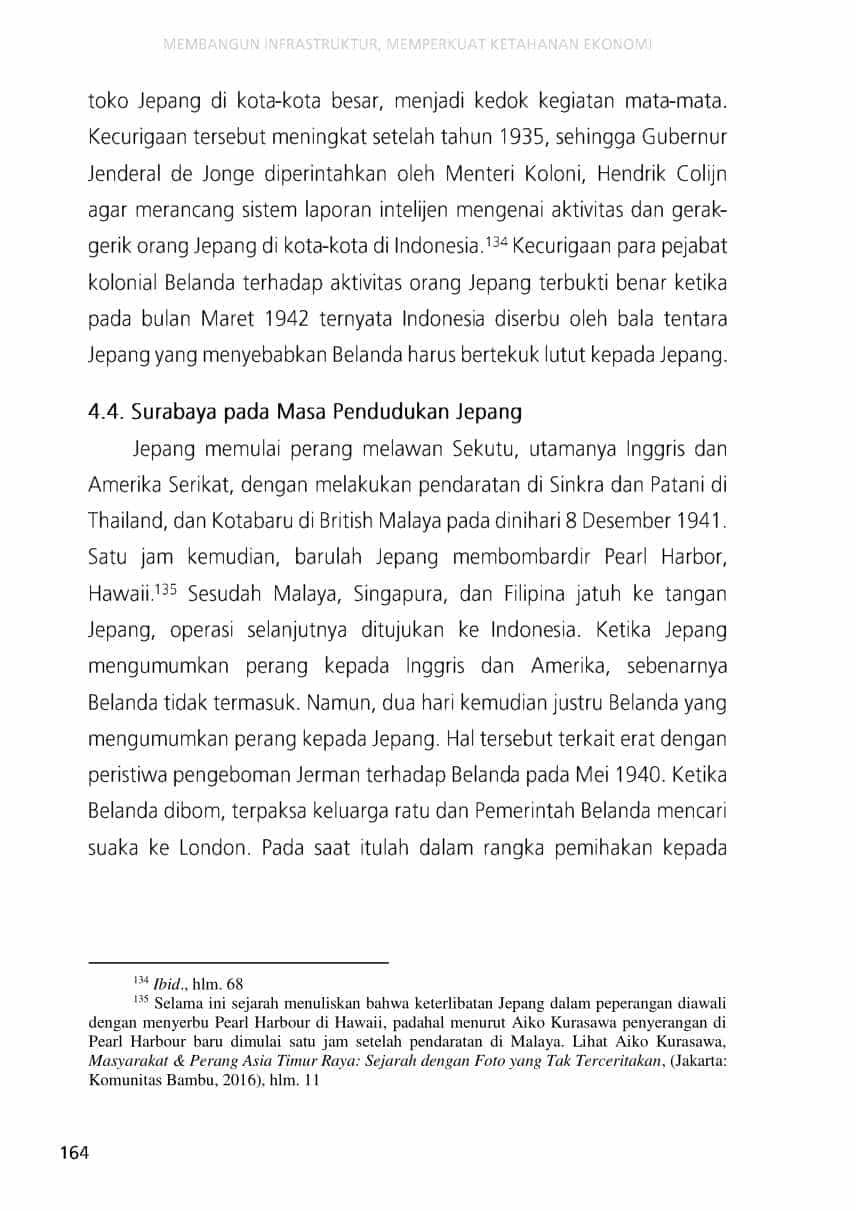 MEMBANGUN INFRASTRUKTUR, MEMPERKUAT KETAHANAN EKONOMI
toko Jepang di kota-kota besar, menjadi kedok kegiatan mata-mata.
Kecurigaan tersebut meningkat setelah tahun 1935, sehingga Gubernur
Jenderal de Jonge diperintahkan oleh Menteri Koloni, Hendrik Colijn
agar merancang sistem laporan intelijen mengenai aktivitas dan gerak-
gerik orang Jepang di kota-kota di Indonesia.134 Kecurigaan para pejabat
kolonial Belanda terhadap aktivitas orang Jepang terbukti benar ketika
pada bulan Maret 1942 ternyata Indonesia diserbu oleh bala tentara
Jepang yang menyebabkan Belanda harus bertekuk lutut kepada Jepang.
4.4. Surabaya pada Masa Pendudukan Jepang
Jepang memulai perang melawan Sekutu, utamanya Inggris dan
Amerika Serikat, dengan melakukan pendaratan di Sinkra dan Patani di
Thailand, dan Kotabaru di British Malaya pada dinihari 8 Desember 1941.
Satu jam kemudian, barulah Jepang membombardir Pearl Harbor,
Hawaii.135 Sesudah Malaya, Singapura, dan Filipina jatuh ke tangan
Jepang, operasi selanjutnya ditujukan ke Indonesia. Ketika Jepang
mengumumkan perang kepada Inggris dan Amerika, sebenarnya
Belanda tidak termasuk. Namun, dua hari kemudian justru Belanda yang
mengumumkan perang kepada Jepang. Hal tersebut terkait erat dengan
peristiwa pengeboman Jerman terhadap Belanda pada Mei 1940. Ketika
Belanda dibom, terpaksa keluarga ratu dan Pemerintah Belanda mencari
suaka ke London. Pada saat itulah dalam rangka pemihakan kepada
134 Ibid., hlm. 68
135 Selama ini sejarah menuliskan bahwa keterlibatan Jepang dalam peperangan diawali
dengan menyerbu Pearl Harbour di Hawaii, padahal menurut Aiko Kurasawa penyerangan di
Pearl Harbour baru dimulai satu jam setelah pendaratan di Malaya. Lihat Aiko Kurasawa,
Masyarakat & Perang Asia Timur Raya: Sejarah dengan Foto yang Tak Terceritakan, (Jakarta:
Komunitas Bambu, 2016), hlm. 11
164